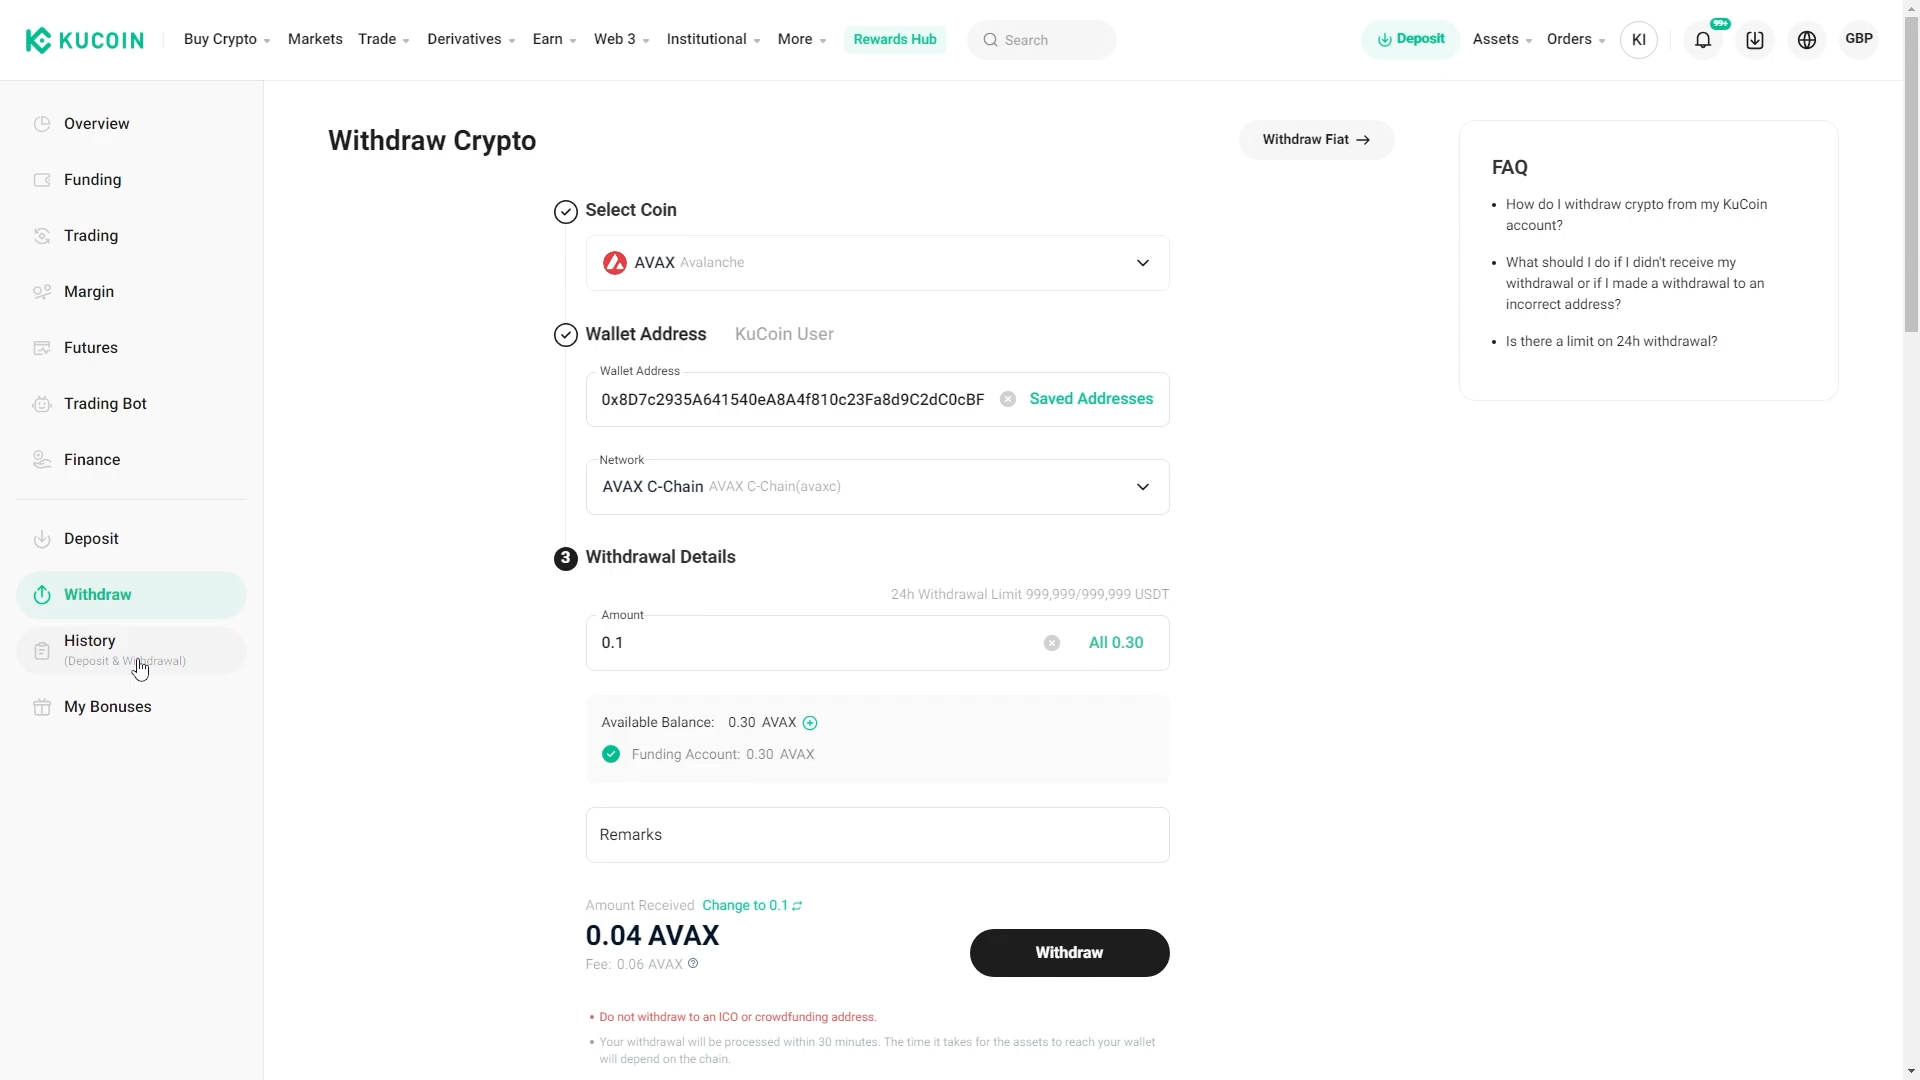 KUCOIN
Buy Crypto
Markets
Trade
Derivatives
Earn
Web 3
Institutional
More
Rewards Hub
Search
Deposit
Assets
Orders
KI
99+
GBP
Overview
Funding
Trading
Margin
Futures
Trading Bot
Finance
Deposit
Withdraw
History
(Deposit & Withdrawal)
My Bonuses
Withdraw Crypto
Withdraw Fiat →
Select Coin
AVAX Avalanche
Wallet Address KuCoin User
Wallet Address
0x8D7c2935A641540eA8A4f810c23Fa8d9C2dC0cBF
Saved Addresses
Network
AVAX C-Chain AVAX C-Chain(avaxc)
3 Withdrawal Details
24h Withdrawal Limit 999,999/999,999 USDT
Amount
0.1
All 0.30
Available Balance: 0.30 AVAX
Funding Account: 0.30 AVAX
Remarks
Amount Received Change to 0.1
0.04 AVAX
Fee: 0.06 AVAX
Withdraw
• Do not withdraw to an ICO or crowdfunding address.
• Your withdrawal will be processed within 30 minutes. The time it takes for the assets to reach your wallet
will depend on the chain.
FAQ
• How do I withdraw crypto from my KuCoin
account?
• What should I do if I didn't receive my
withdrawal or if I made a withdrawal to an
incorrect address?
• Is there a limit on 24h withdrawal?